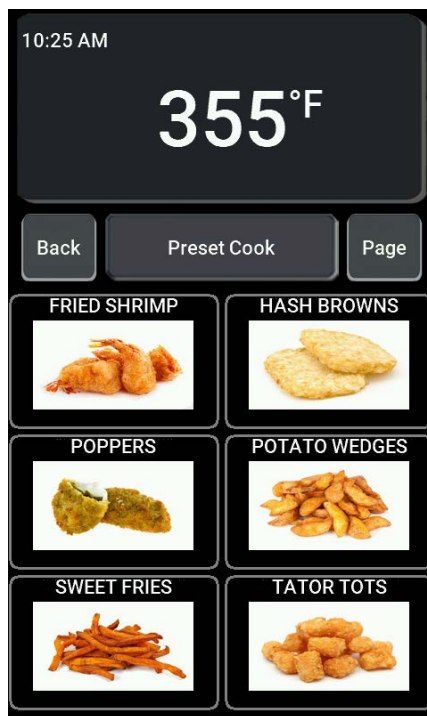 10:25 AM
355°F
Back Preset Cook Page
FRIED SHRIMP HASH BROWNS
POPPERS POTATO WEDGES
SWEET FRIES TATOR TOTS